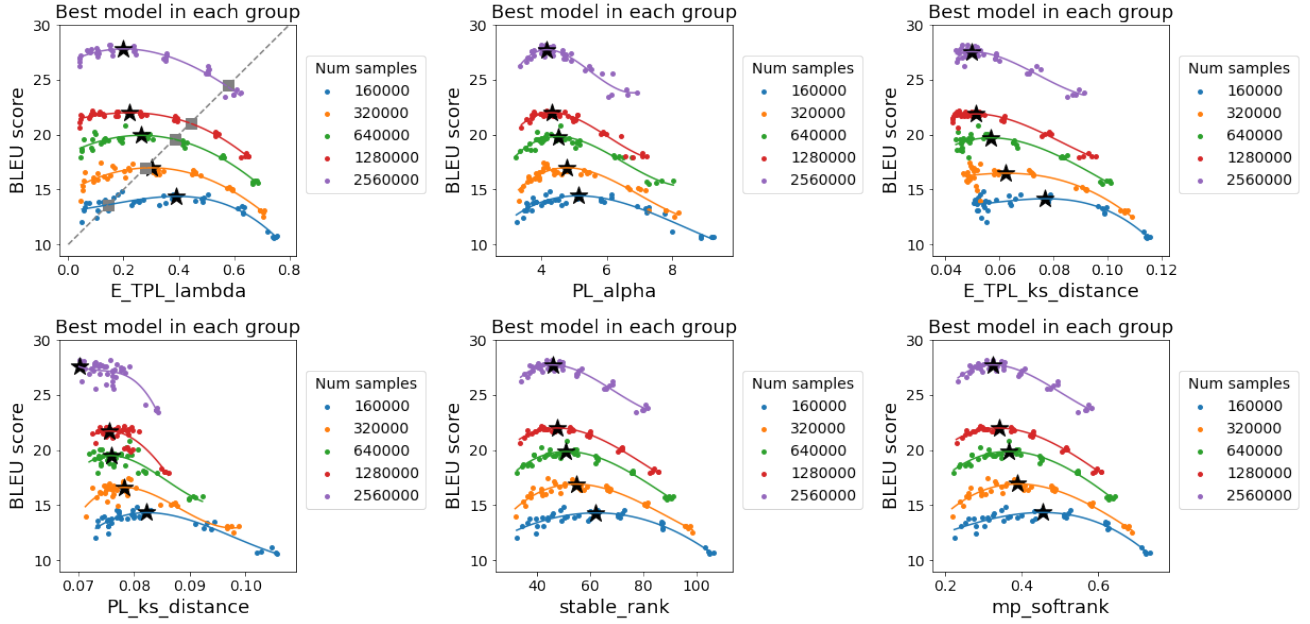 Best model in each group
30
25
20
15
10
BLEU score
0.0 0.2 0.4 0.6 0.8
E_TPL_lambda
Num samples
160000
320000
640000
1280000
2560000
Best model in each group
30
25
20
15
10
BLEU score
4 6 8
PL_alpha
Num samples
160000
320000
640000
1280000
2560000
Best model in each group
30
25
20
15
10
BLEU score
0.04 0.06 0.08 0.10 0.12
E_TPL_ks_distance
Num samples
160000
320000
640000
1280000
2560000
Best model in each group
30
25
20
15
10
BLEU score
0.07 0.08 0.09 0.10
PL_ks_distance
Num samples
160000
320000
640000
1280000
2560000
Best model in each group
30
25
20
15
10
BLEU score
40 60 80 100
stable_rank
Num samples
160000
320000
640000
1280000
2560000
Best model in each group
30
25
20
15
10
BLEU score
0.2 0.4 0.6
mp_softrank
Num samples
160000
320000
640000
1280000
2560000